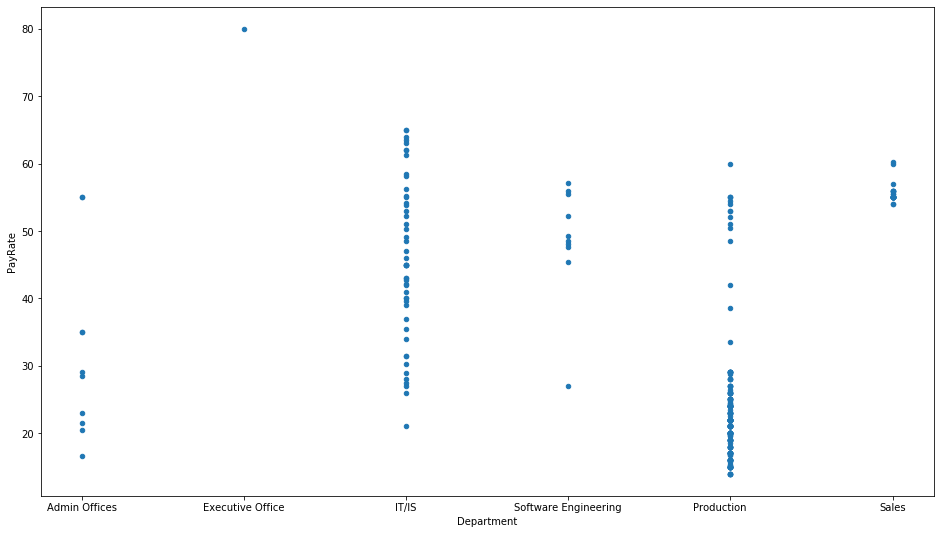 80
70
60
50
40
30
20
PayRate
Admin Offices Executive Office IT/IS Software Engineering Production Sales
Department